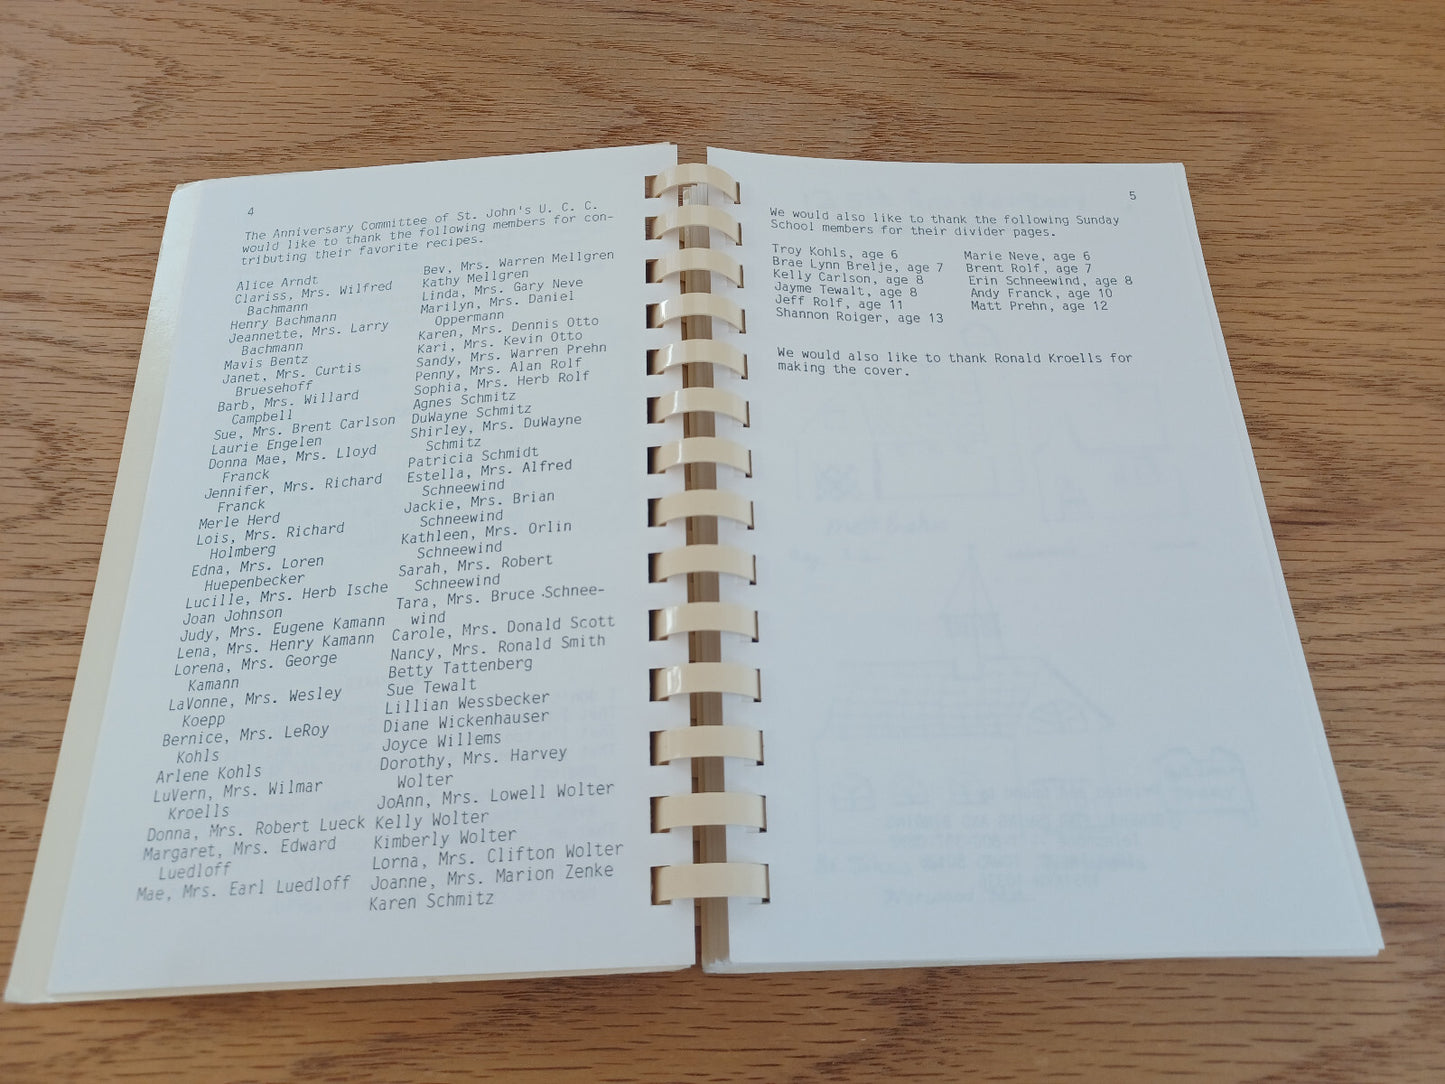 4
The Anniversary Committee of St. John's U. C. C.
would like to thank the following members for con-
tributing their favorite recipes.
Alice Arndt
Clariss, Mrs. Wilfred
Bachmann
Henry Bachmann
Jeannette, Mrs. Larry
Bachmann
Mavis Bentz
Janet, Mrs. Curtis
Bruesehoff
Barb, Mrs. Willard
Campbell
Sue, Mrs. Brent Carlson
Laurie Engelen
Donna Mae, Mrs. Lloyd
Franck
Jennifer, Mrs. Richard
Franck
Merle Herd
Lois, Mrs. Richard
Holmberg
Edna, Mrs. Loren
Huepenbecker
Lucille, Mrs. Herb Ische
Joan Johnson
Judy, Mrs. Eugene Kamann
Lena, Mrs. Henry Kamann
Lorena, Mrs. George
Kamann
LaVonne, Mrs. Wesley
Koepp
Bernice, Mrs. LeRoy
Kohls
Arlene Kohls
LuVern, Mrs. Wilmar
Kroells
Donna, Mrs. Robert Lueck
Margaret, Mrs. Edward
Luedloff
Mae, Mrs. Earl Luedloff
Bev, Mrs. Warren Mellgren
Kathy Mellgren
Linda, Mrs. Gary Neve
Marilyn, Mrs. Daniel
Oppermann
Karen, Mrs. Dennis Otto
Kari, Mrs. Kevin Otto
Sandy, Mrs. Warren Prehn
Penny, Mrs. Alan Rolf
Sophia, Mrs. Herb Rolf
Agnes Schmitz
DuWayne Schmitz
Shirley, Mrs. DuWayne
Schmitz
Patricia Schmidt
Estella, Mrs. Alfred
Schneewind
Jackie, Mrs. Brian
Schneewind
Kathleen, Mrs. Orlin
Schneewind
Sarah, Mrs. Robert
Schneewind
Tara, Mrs. Bruce Schnee-
wind
Carole, Mrs. Donald Scott
Nancy, Mrs. Ronald Smith
Betty Tattenberg
Sue Tewalt
Lillian Wessbecker
Diane Wickenhauser
Joyce Willems
Dorothy, Mrs. Harvey
Wolter
JoAnn, Mrs. Lowell Wolter
Kelly Wolter
Kimberly Wolter
Lorna, Mrs. Clifton Wolter
Joanne, Mrs. Marion Zenke
Karen Schmitz
5
We would also like to thank the following Sunday
School members for their divider pages.
Troy Kohls, age 6
Brae Lynn Brelje, age 7
Kelly Carlson, age 8
Jayme Tewalt, age 8
Jeff Rolf, age 11
Shannon Roiger, age 13
Marie Neve, age 6
Brent Rolf, age 7
Erin Schneewind, age 8
Andy Franck, age 10
Matt Prehn, age 12
We would also like to thank Ronald Kroells for
making the cover.